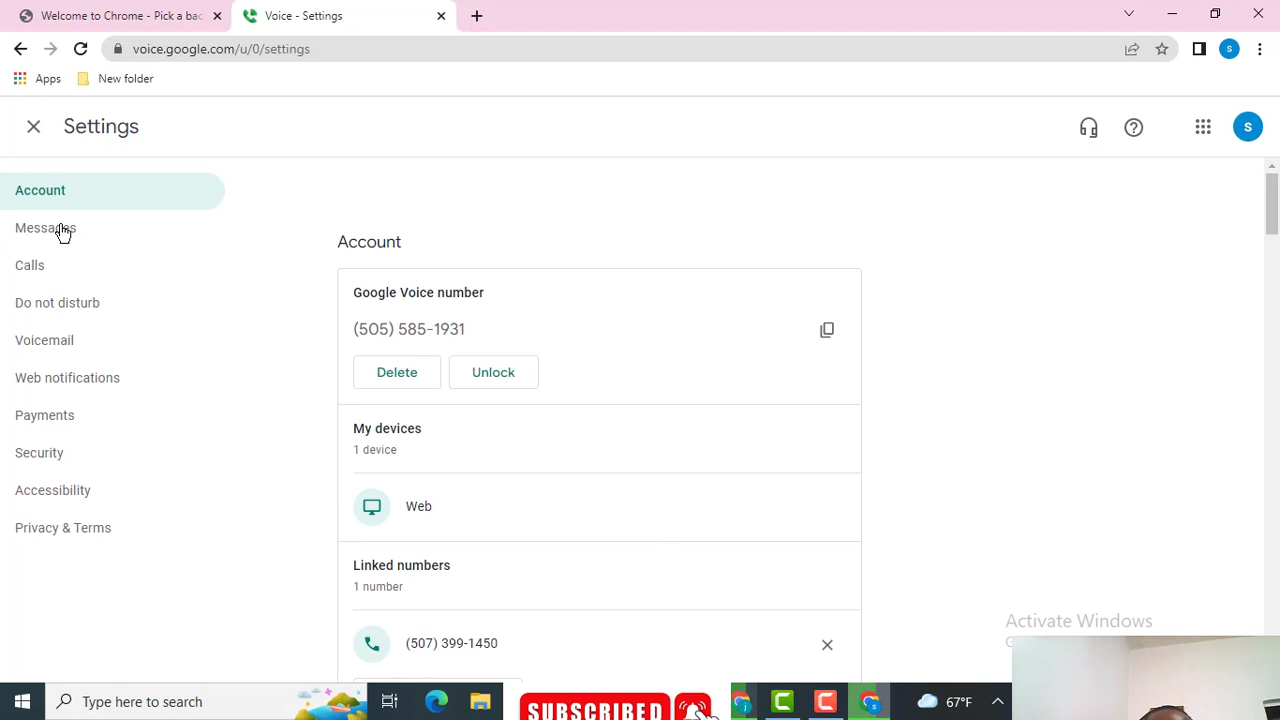 Welcome to Chrome - Pick a bac
Voice - Settings
voice.google.com/u/0/settings
S
Apps
New folder
Settings
S
Account
Messages
Calls
Do not disturb
Voicemail
Web notifications
Payments
Security
Accessibility
Privacy & Terms
Account
Google Voice number
(505) 585-1931
Delete
Unlock
My devices
1 device
Web
Linked numbers
1 number
(507) 399-1450
Activate Windows
Type here to search
SUBSCRIBED
67°F